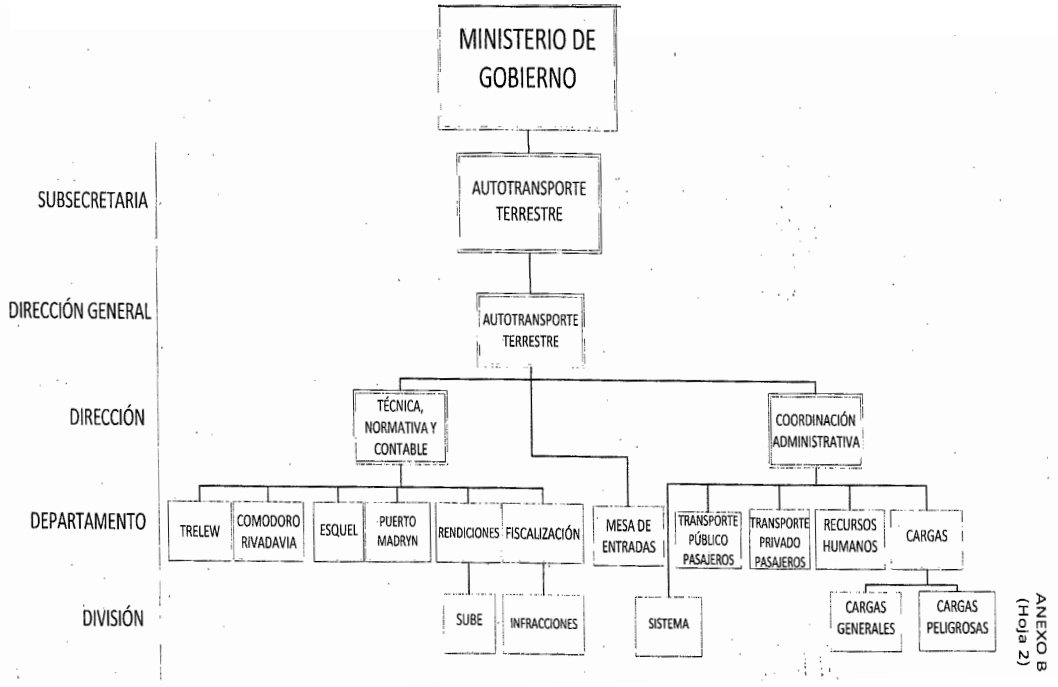 MINISTERIO DE
GOBIERNO
SUBSECRETARIA
AUTOTRANSPORTE
TERRESTRE
DIRECCIÓN GENERAL
AUTOTRANSPORTE
TERRESTRE
DIRECCIÓN
TÉCNICA,
NORMATIVA Y
CONTABLE
COORDINACIÓN
ADMINISTRATIVA
DEPARTAMENTO
TRELEW
COMODORO
RIVADAVIA
ESQUEL
PUERTO
MADRYN
RENDICIONES
FISCALIZACIÓN
MESA DE
ENTRADAS
TRANSPORTE
PÚBLICO
PASAJEROS
TRANSPORTE
PRIVADO
PASAJEROS
RECURSOS
HUMANOS
CARGAS
DIVISIÓN
SUBE
INFRACCIONES
SISTEMA
CARGAS
GENERALES
CARGAS
PELIGROSAS
ANEXO B
(Hoja 2)